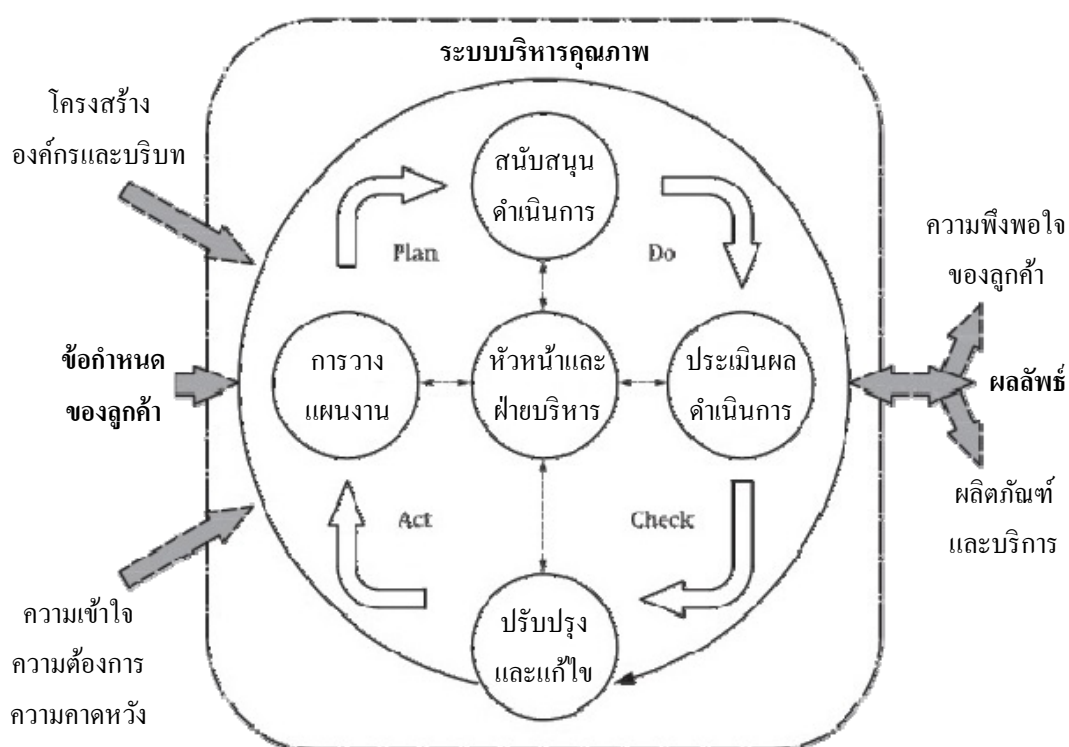 ระบบบริหารคุณภาพ
โครงสร้าง
องค์กรและบริบท
สนับสนุน
ดำเนินการ
Plan
Do
ความพึงพอใจ
ของลูกค้า
ข้อกำหนด
ของลูกค้า
การวาง
แผนงาน
หัวหน้าและ
ฝ่ายบริหาร
ประเมินผล
ดำเนินการ
ผลลัพธ์
Act
Check
ผลิตภัณฑ์
และบริการ
ความเข้าใจ
ความต้องการ
ความคาดหวัง
ปรับปรุง
และแก้ไข